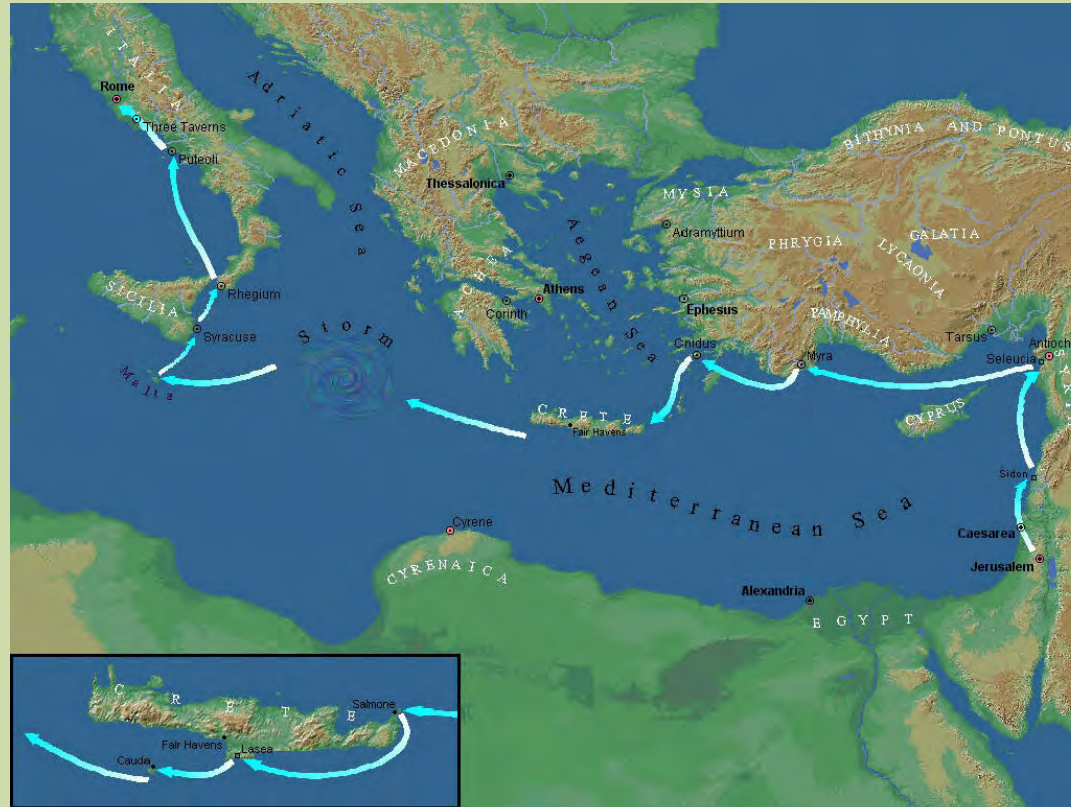 ITALIA
Rome
Three Taverns
Puteoli
Adriatic Sea
MACEDONIA
Thessalonica
BITHYNIA AND PONTUS
MYSIA
Adramyttium
PHRYGIA
GALATIA
LYCAONIA
Aegean Sea
ACHEA
Athens
Corinth
Ephesus
PAMPHYLIA
Tarsus
Antioch
Seleucia
SYRIA
SICILIA
Rhegium
Syracuse
Storm
Malta
Cnidus
Myra
CYPRUS
CRETE
Fair Havens
Sidon
Mediterranean Sea
Cyrene
CYRENAICA
Caesarea
Jerusalem
Alexandria
EGYPT
CRETE
Salmone
Fair Havens
Lasea
Cauda